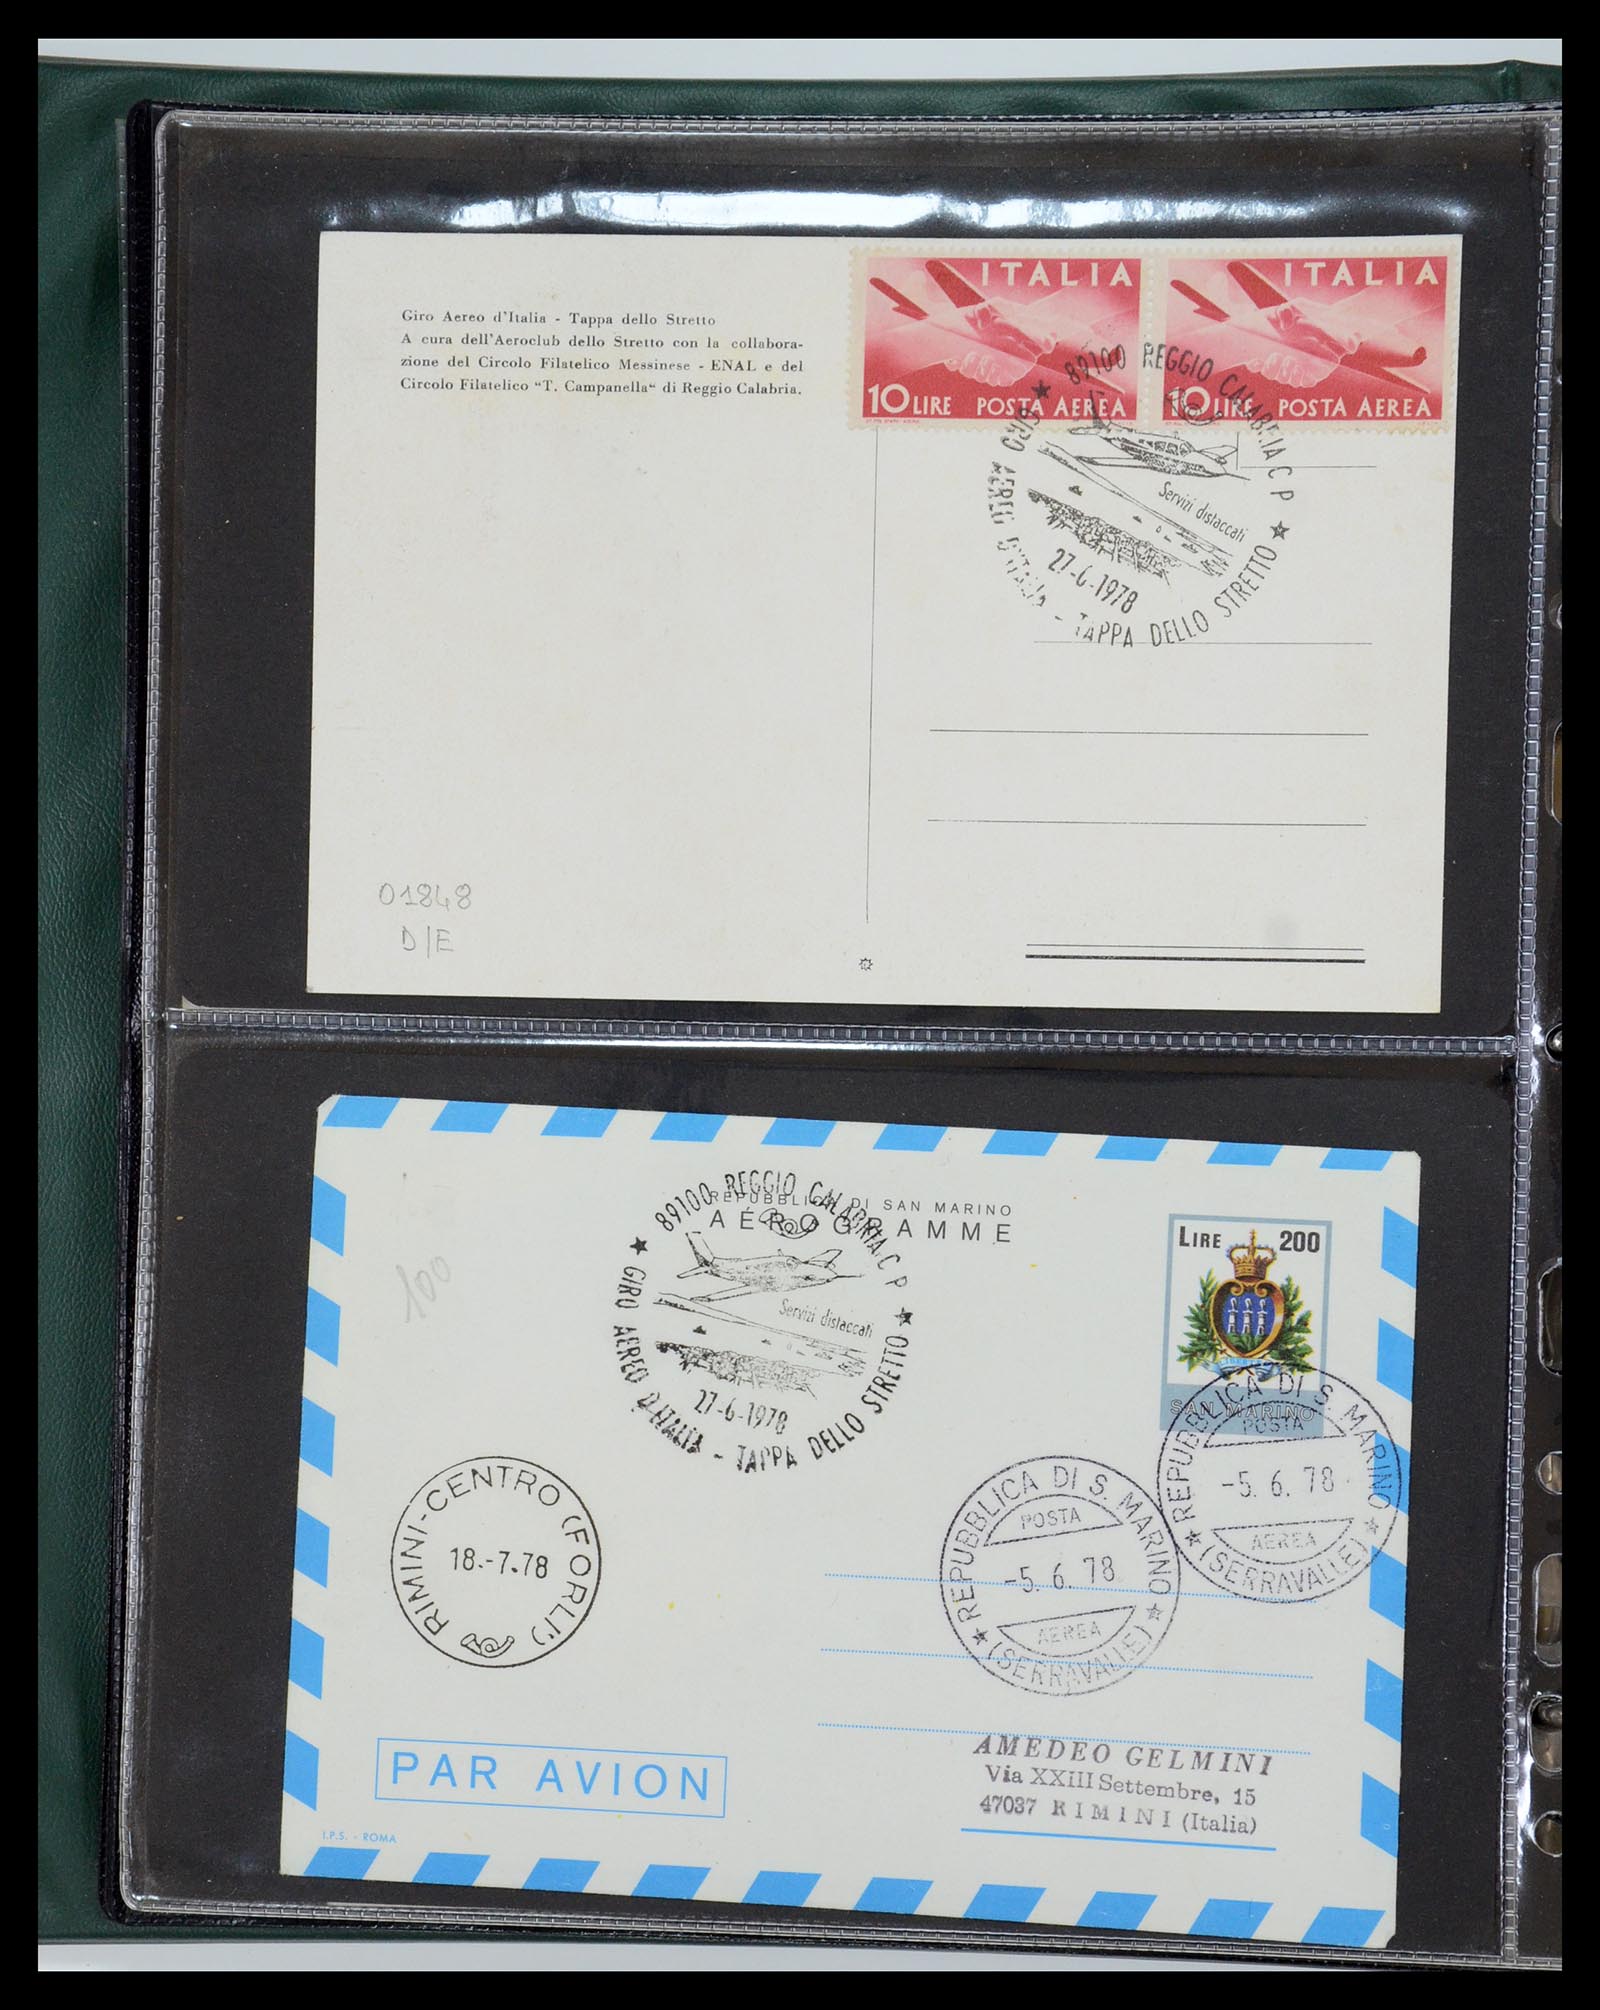 Giro Aereo d'Italia - Tappa dello Stretto
A cura dell'Aeroclub dello Stretto con la collabora-
zione del Circolo Filatelico Messinese - ENAL e del
Circolo Filatelico "T. Campanella" di Reggio Calabria.
ITALIA
10 LIRE POSTA AEREA
ITALIA
10 LIRE POSTA AEREA
89100 REGGIO CALABRIA C P
Servizi distaccati
27-6-1978
GIRO AEREO D'ITALIA - TAPPA DELLO STRETTO
01848
D/E
REPUBBLICA DI SAN MARINO
AÉROGRAMME
89100 REGGIO CALABRIA C P
Servizi distaccati
27-6-1978
GIRO AEREO D'ITALIA - TAPPA DELLO STRETTO
100
LIRE 200
LIBERTAS
SAN MARINO
REPUBBLICA DI S. MARINO
POSTA
-5. 6. 78
AEREA
(SERRAVALLE)
REPUBBLICA DI S. MARINO
POSTA
-5. 6. 78
AEREA
(SERRAVALLE)
RIMINI-CENTRO (FORLI')
18.-7.78
AMEDEO GELMINI
Via XXIII Settembre, 15
47037 RIMINI (Italia)
PAR AVION
I.P.S. - ROMA